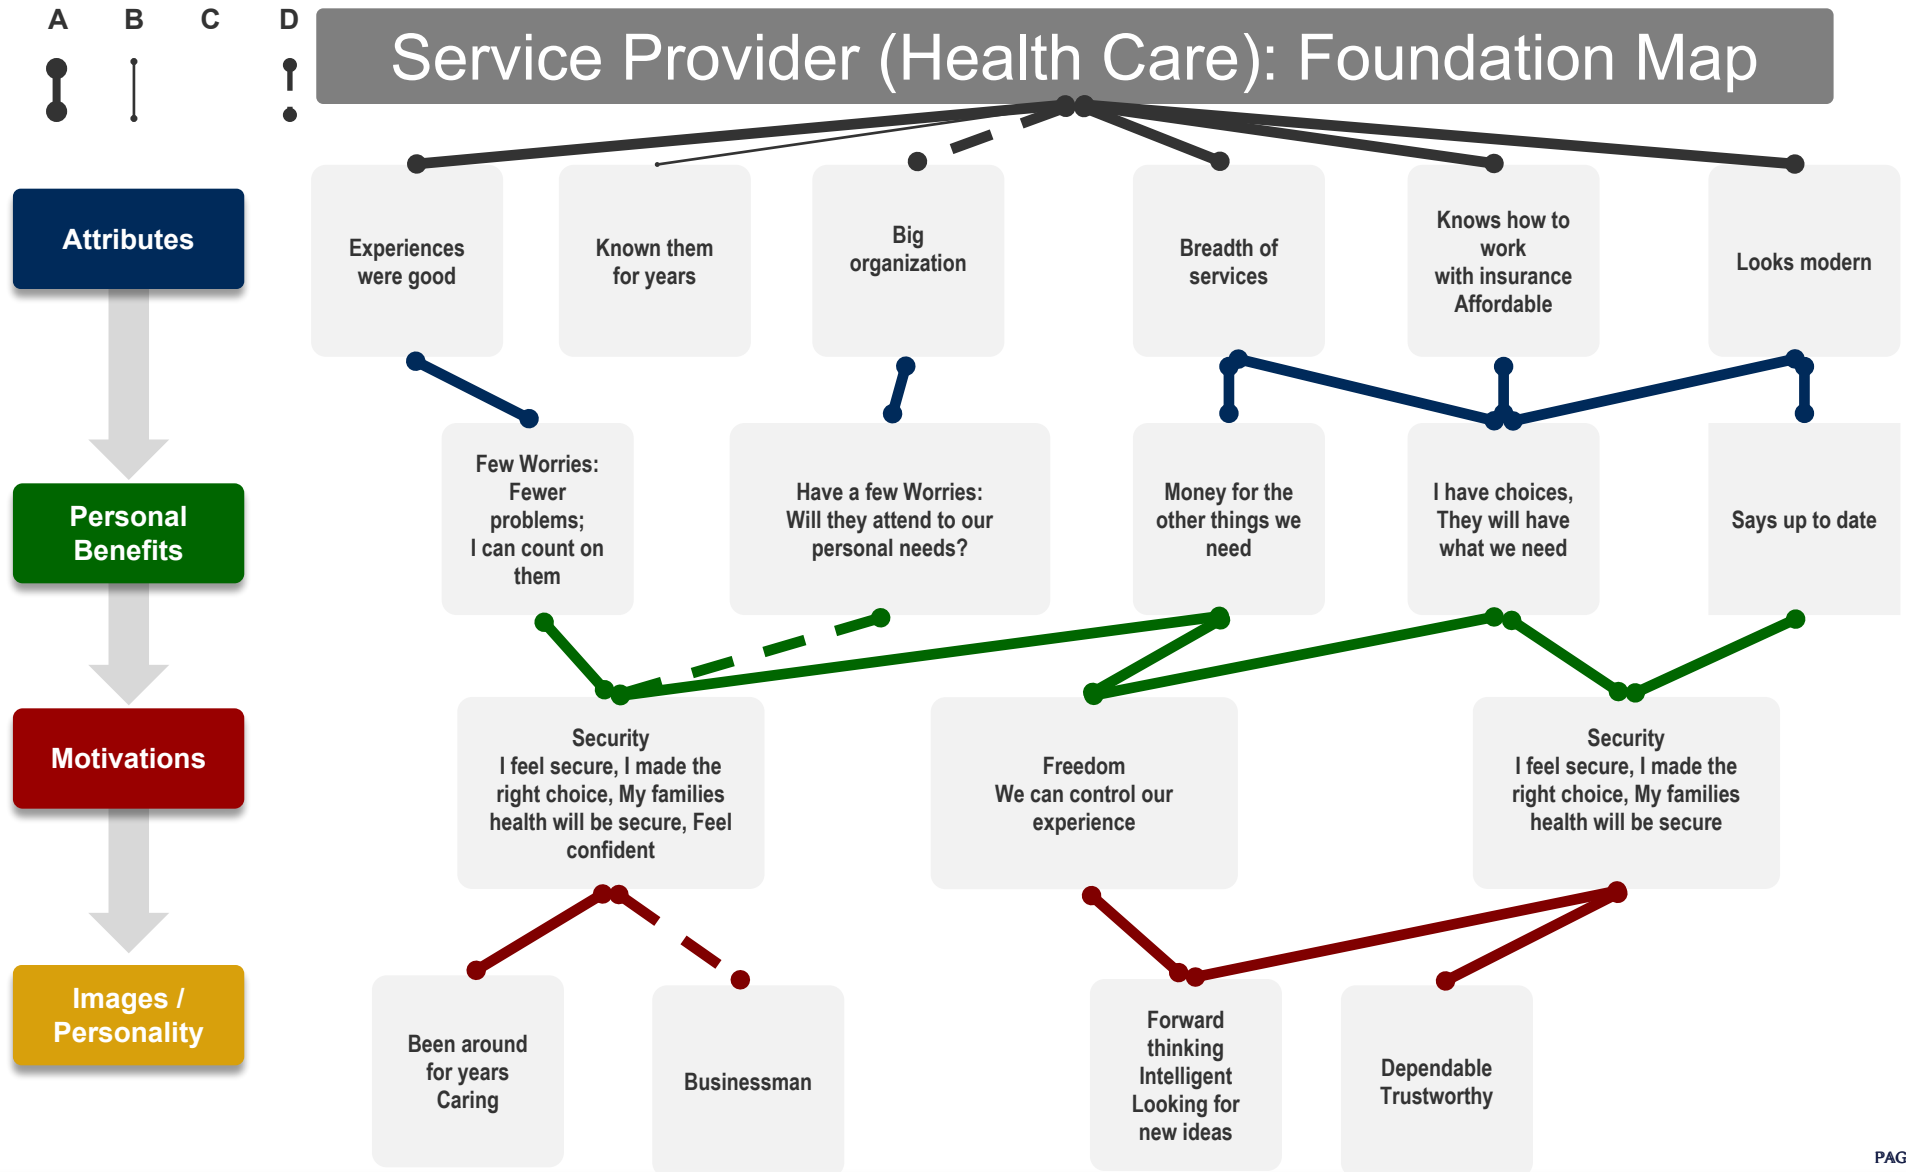 A B C D
Service Provider (Health Care): Foundation Map
Attributes
Experiences
were good
Known them
for years
Big
organization
Breadth of
services
Knows how to
work
with insurance
Affordable
Looks modern
Personal
Benefits
Few Worries:
Fewer
problems;
I can count on
them
Have a few Worries:
Will they attend to our
personal needs?
Money for the
other things we
need
I have choices,
They will have
what we need
Says up to date
Motivations
Security
I feel secure, I made the
right choice, My families
health will be secure, Feel
confident
Freedom
We can control our
experience
Security
I feel secure, I made the
right choice, My families
health will be secure
Images /
Personality
Been around
for years
Caring
Businessman
Forward
thinking
Intelligent
Looking for
new ideas
Dependable
Trustworthy
PAG